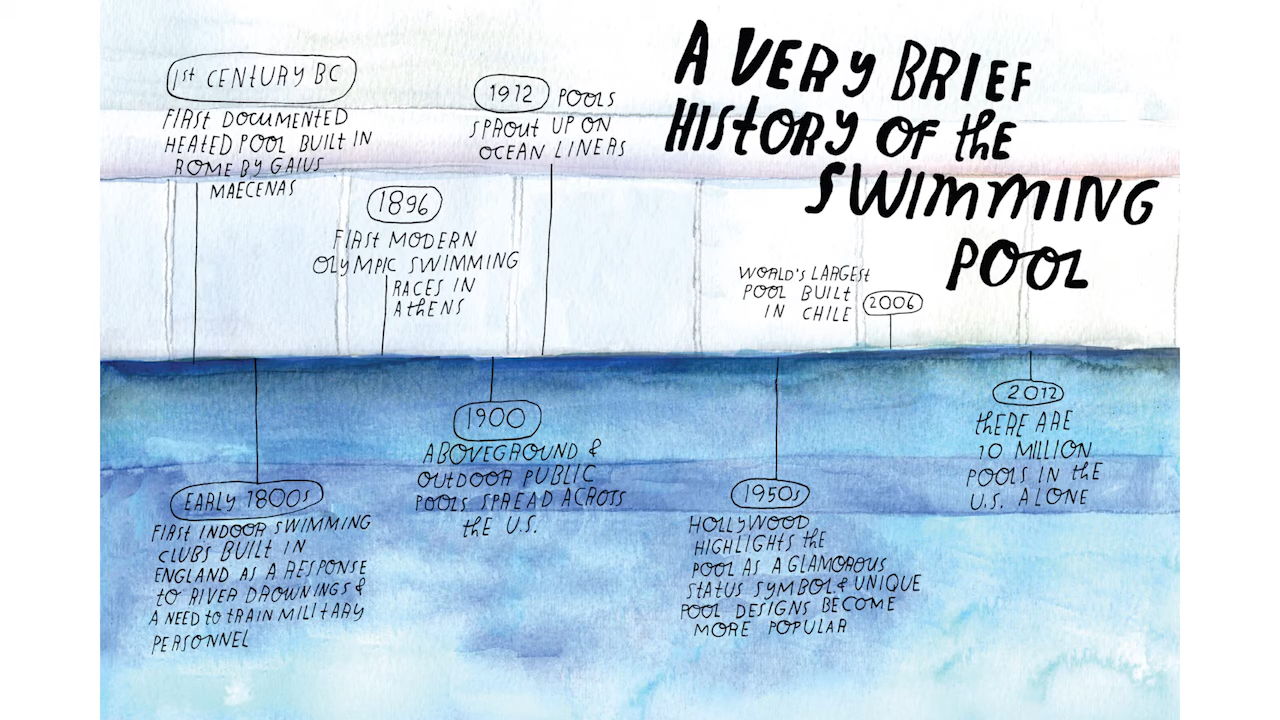 A VERY BRIEF
HISTORY OF the
SWIMMING
POOL
1st CENTURY BC
FIRST DOCUMENTED
HEATED POOL BUILT IN
ROME BY GAIUS
MAECENAS
EARLY 1800s
FIRST INDOOR SWIMMING
CLUBS BUILT IN
ENGLAND AS A RESPONSE
TO RIVER DROWNINGS &
A NEED to tRAIN MILITARY
PERSONNEL
1896
FIRST MODERN
OLYMPIC SWIMMING
RACES IN
AthENS
1900
ABOVEGROUND &
OUTDOOR PUBLIC
POOLS SPREAD ACROSS
the U.S.
1912 POOLS
SPROUT UP ON
OCEAN LINERS
1950s
HOLLYWOOD
HIGHLIGHTS the
POOL AS A GLAMOROUS
STATUS SYMBOL & UNIQUE
POOL DESIGNS BECOME
MORE POPULAR
WORLD'S LARGEST
POOL BUILT
IN CHILE 2006
2012
thERE ARE
10 MILLION
POOLS IN the
U.S. ALONE